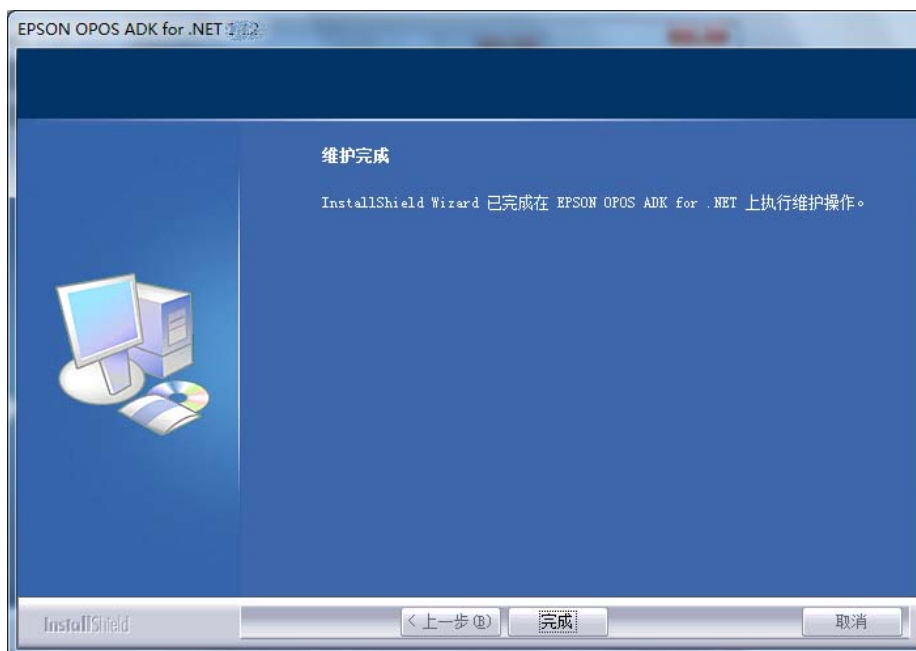 EPSON OPOS ADK for .NET
维护完成
InstallShield Wizard 已完成在 EPSON OPOS ADK for .NET 上执行维护操作。
InstallShield
< 上一步(B)
完成
取消